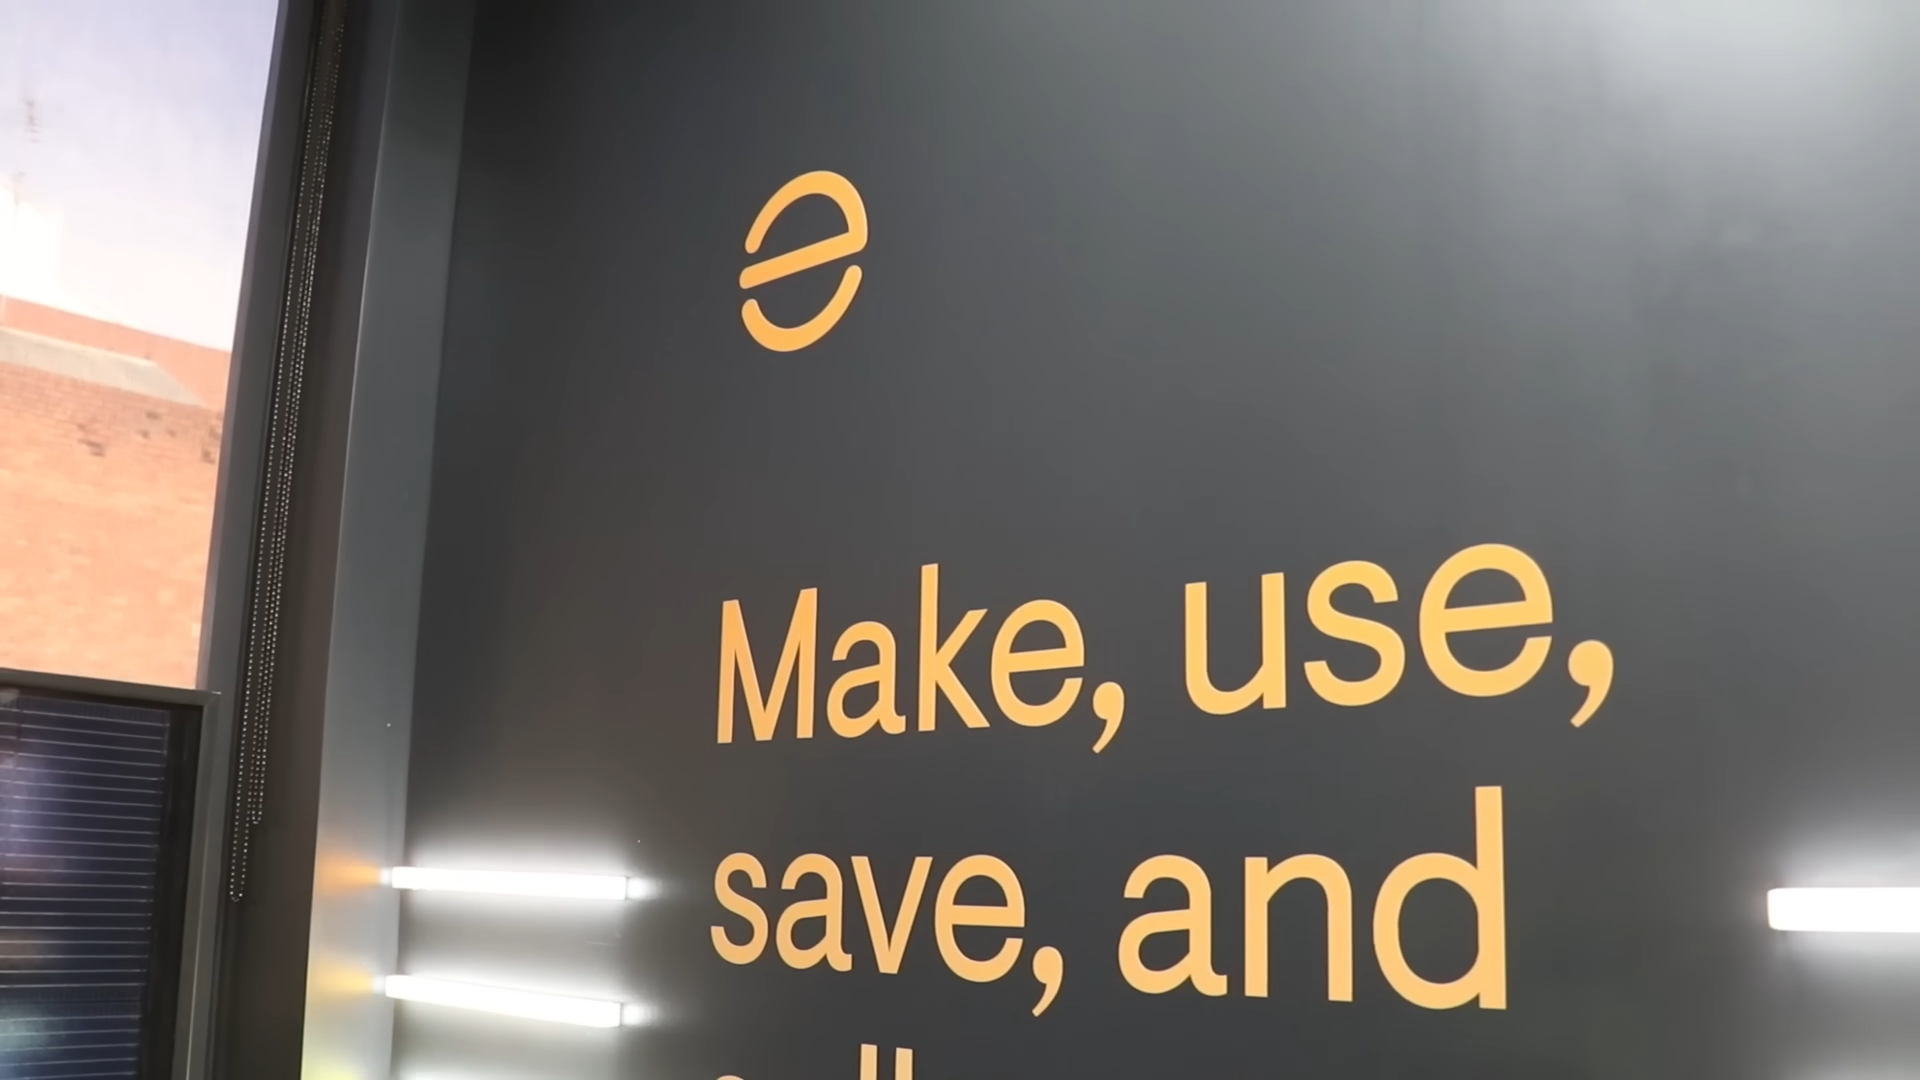 e
Make, use,
save, and